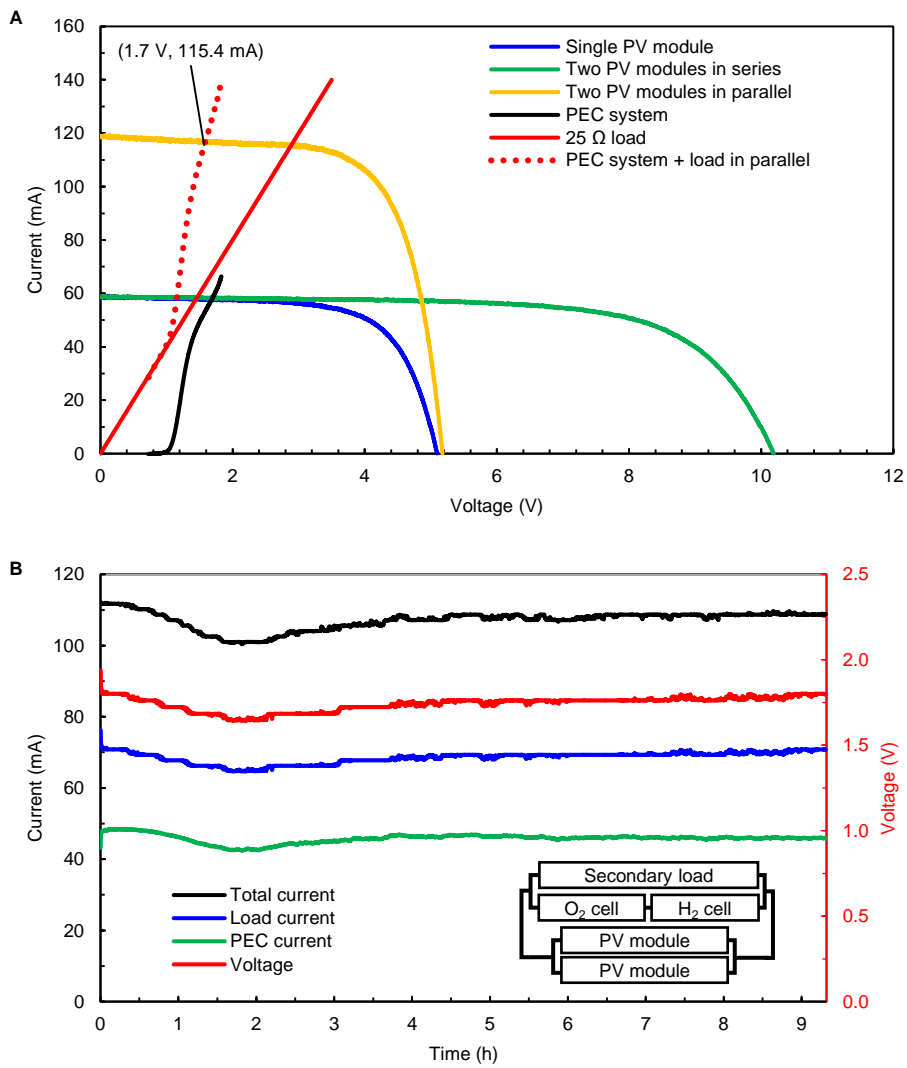 A
160
140
120
100
80
60
40
20
0
Current (mA)
(1.7 V, 115.4 mA)
Single PV module
Two PV modules in series
Two PV modules in parallel
PEC system
25 Ω load
PEC system + load in parallel
0 2 4 6 8 10 12
Voltage (V)
B
120
100
80
60
40
20
0
Current (mA)
2.5
2.0
1.5
1.0
0.5
0.0
Voltage (V)
Total current
Load current
PEC current
Voltage
Secondary load
O₂ cell H₂ cell
PV module
PV module
0 1 2 3 4 5 6 7 8 9
Time (h)